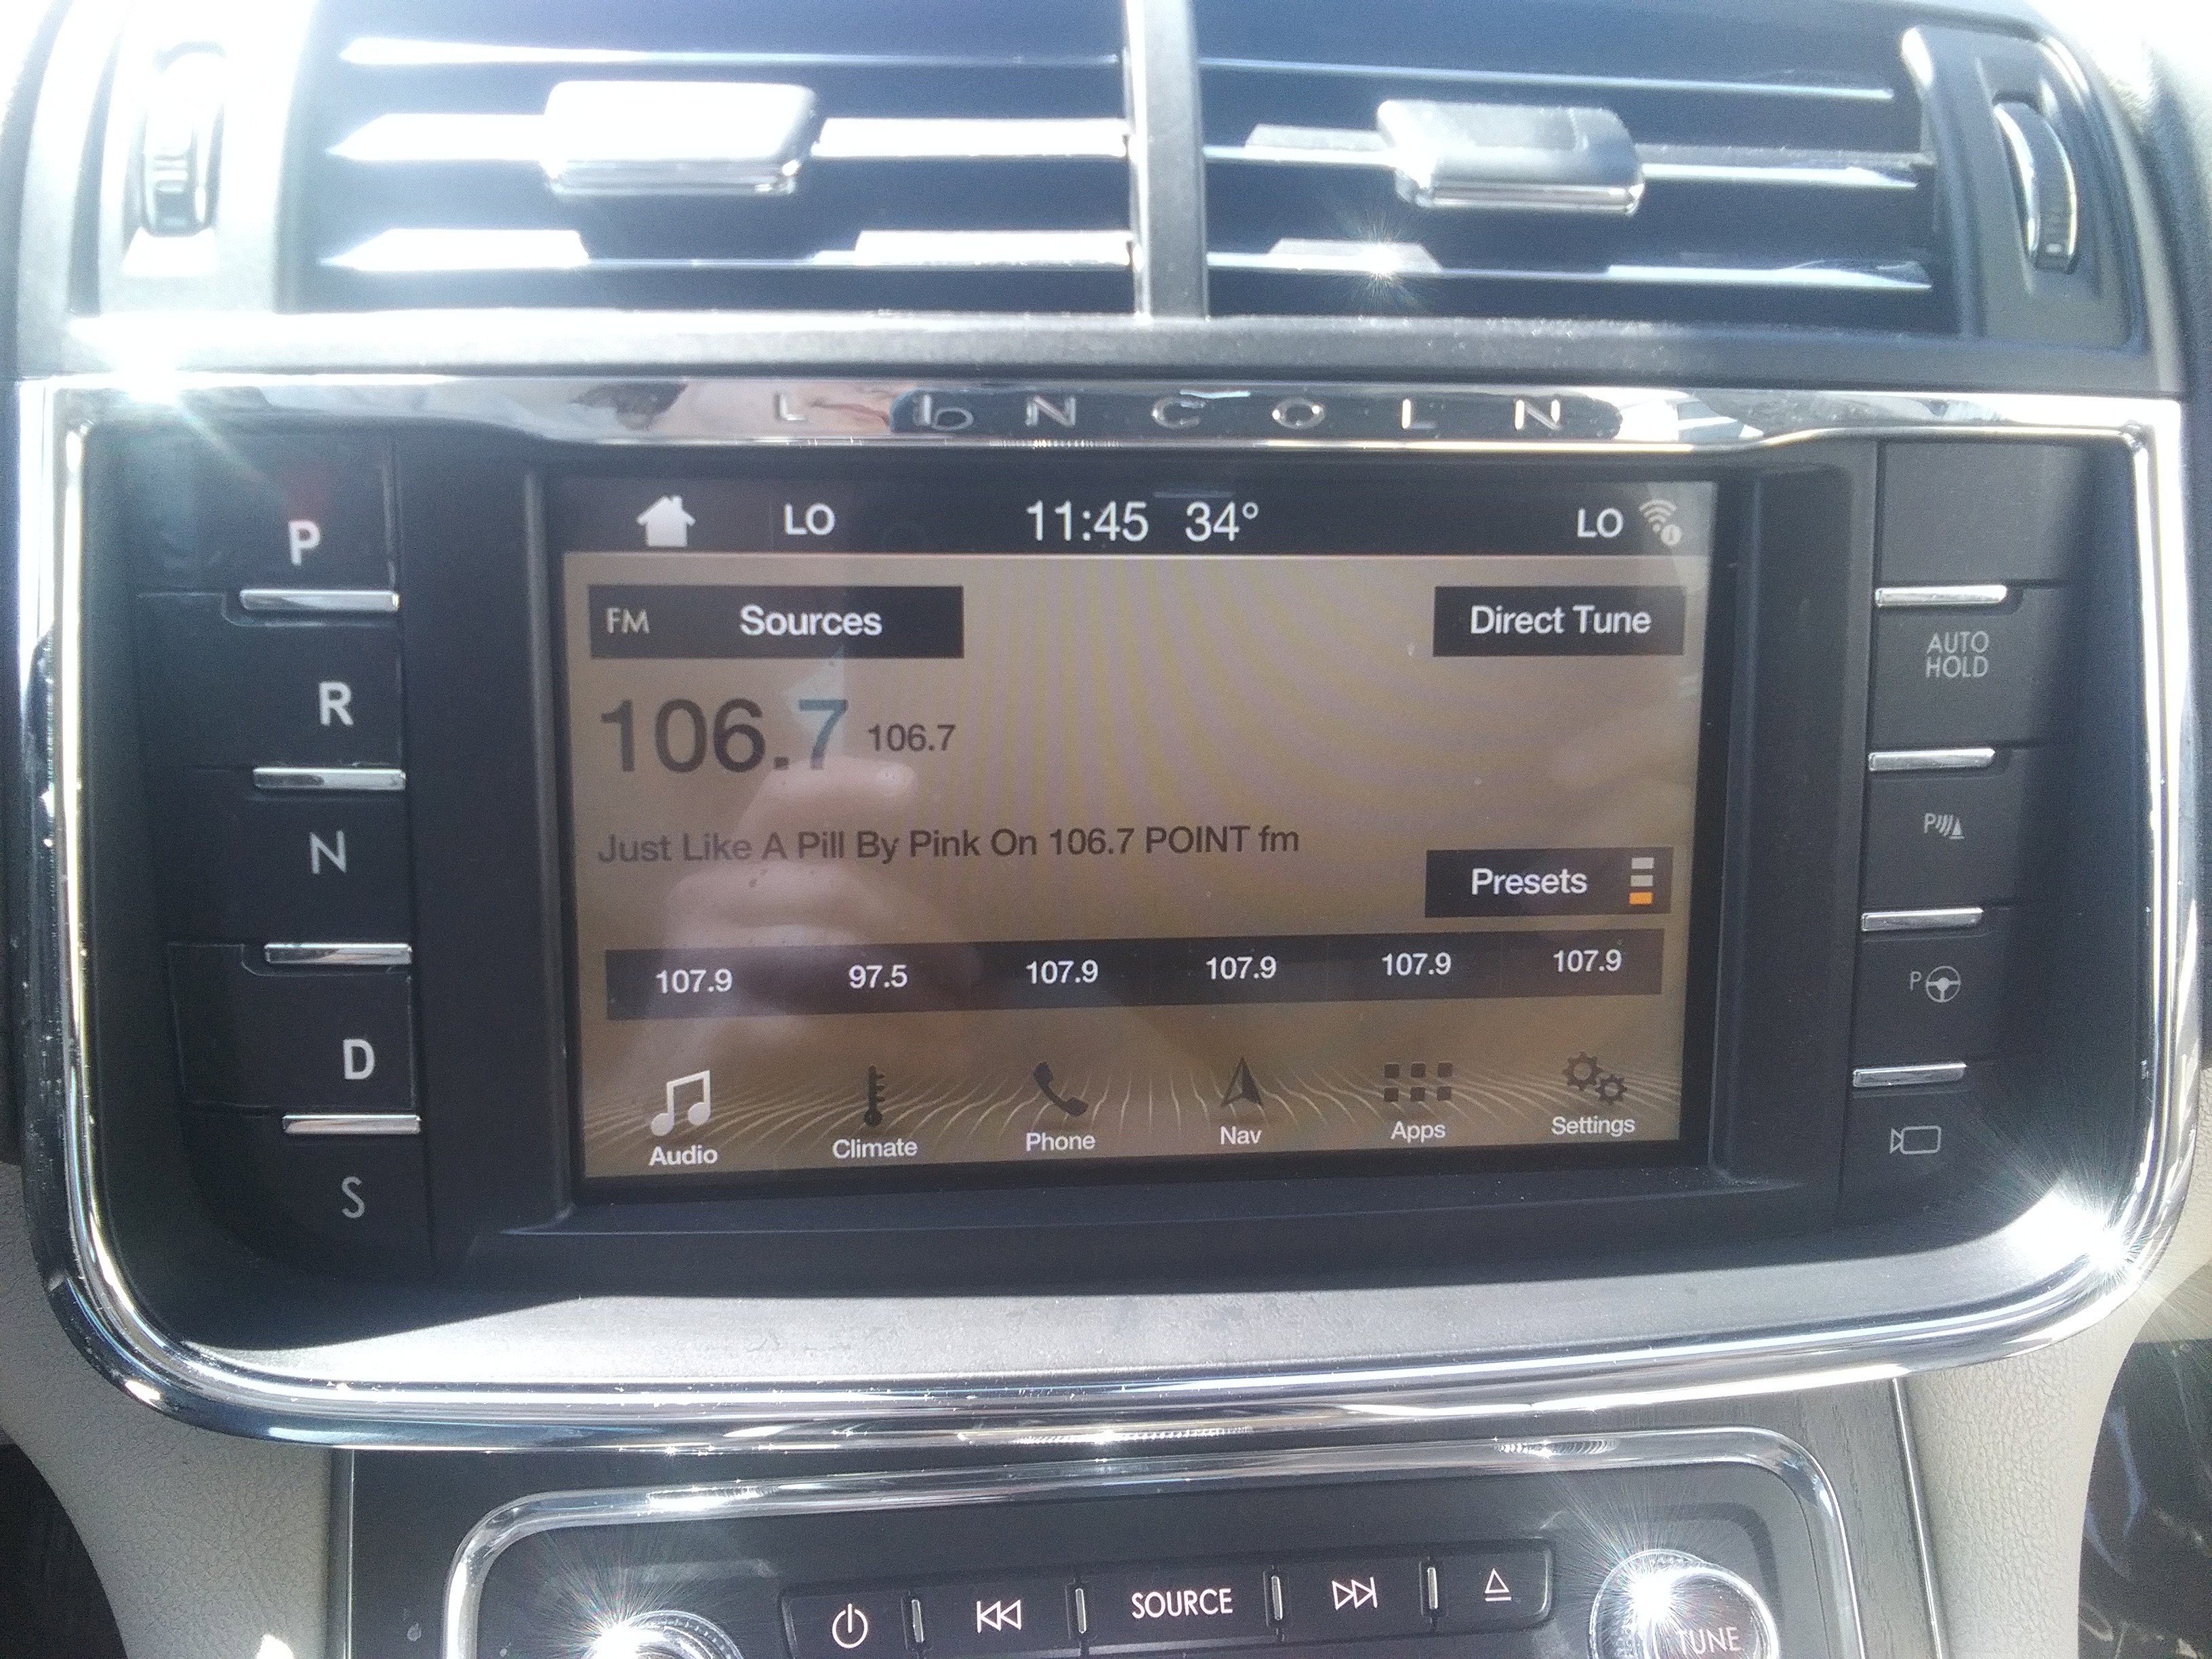 LINCOLN
LO 11:45 34° LO
FM Sources Direct Tune
106.7 106.7
Just Like A Pill By Pink On 106.7 POINT fm
Presets
107.9 97.5 107.9 107.9 107.9 107.9
Audio Climate Phone Nav Apps Settings
P
R
N
D
S
AUTO
HOLD
P
P
SOURCE
TUNE